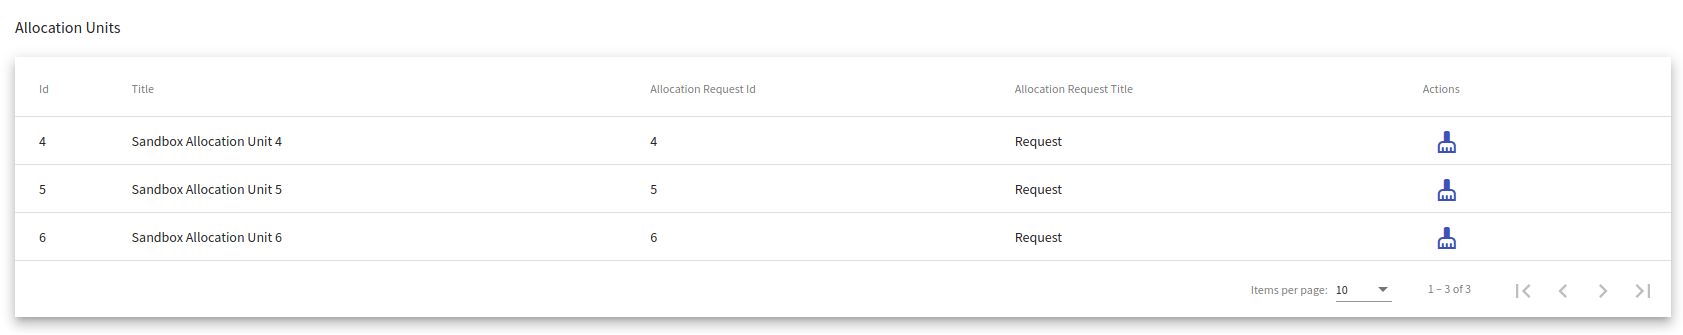 Allocation Units
Id Title Allocation Request Id Allocation Request Title Actions
4 Sandbox Allocation Unit 4 4 Request
5 Sandbox Allocation Unit 5 5 Request
6 Sandbox Allocation Unit 6 6 Request
Items per page: 10 1 – 3 of 3